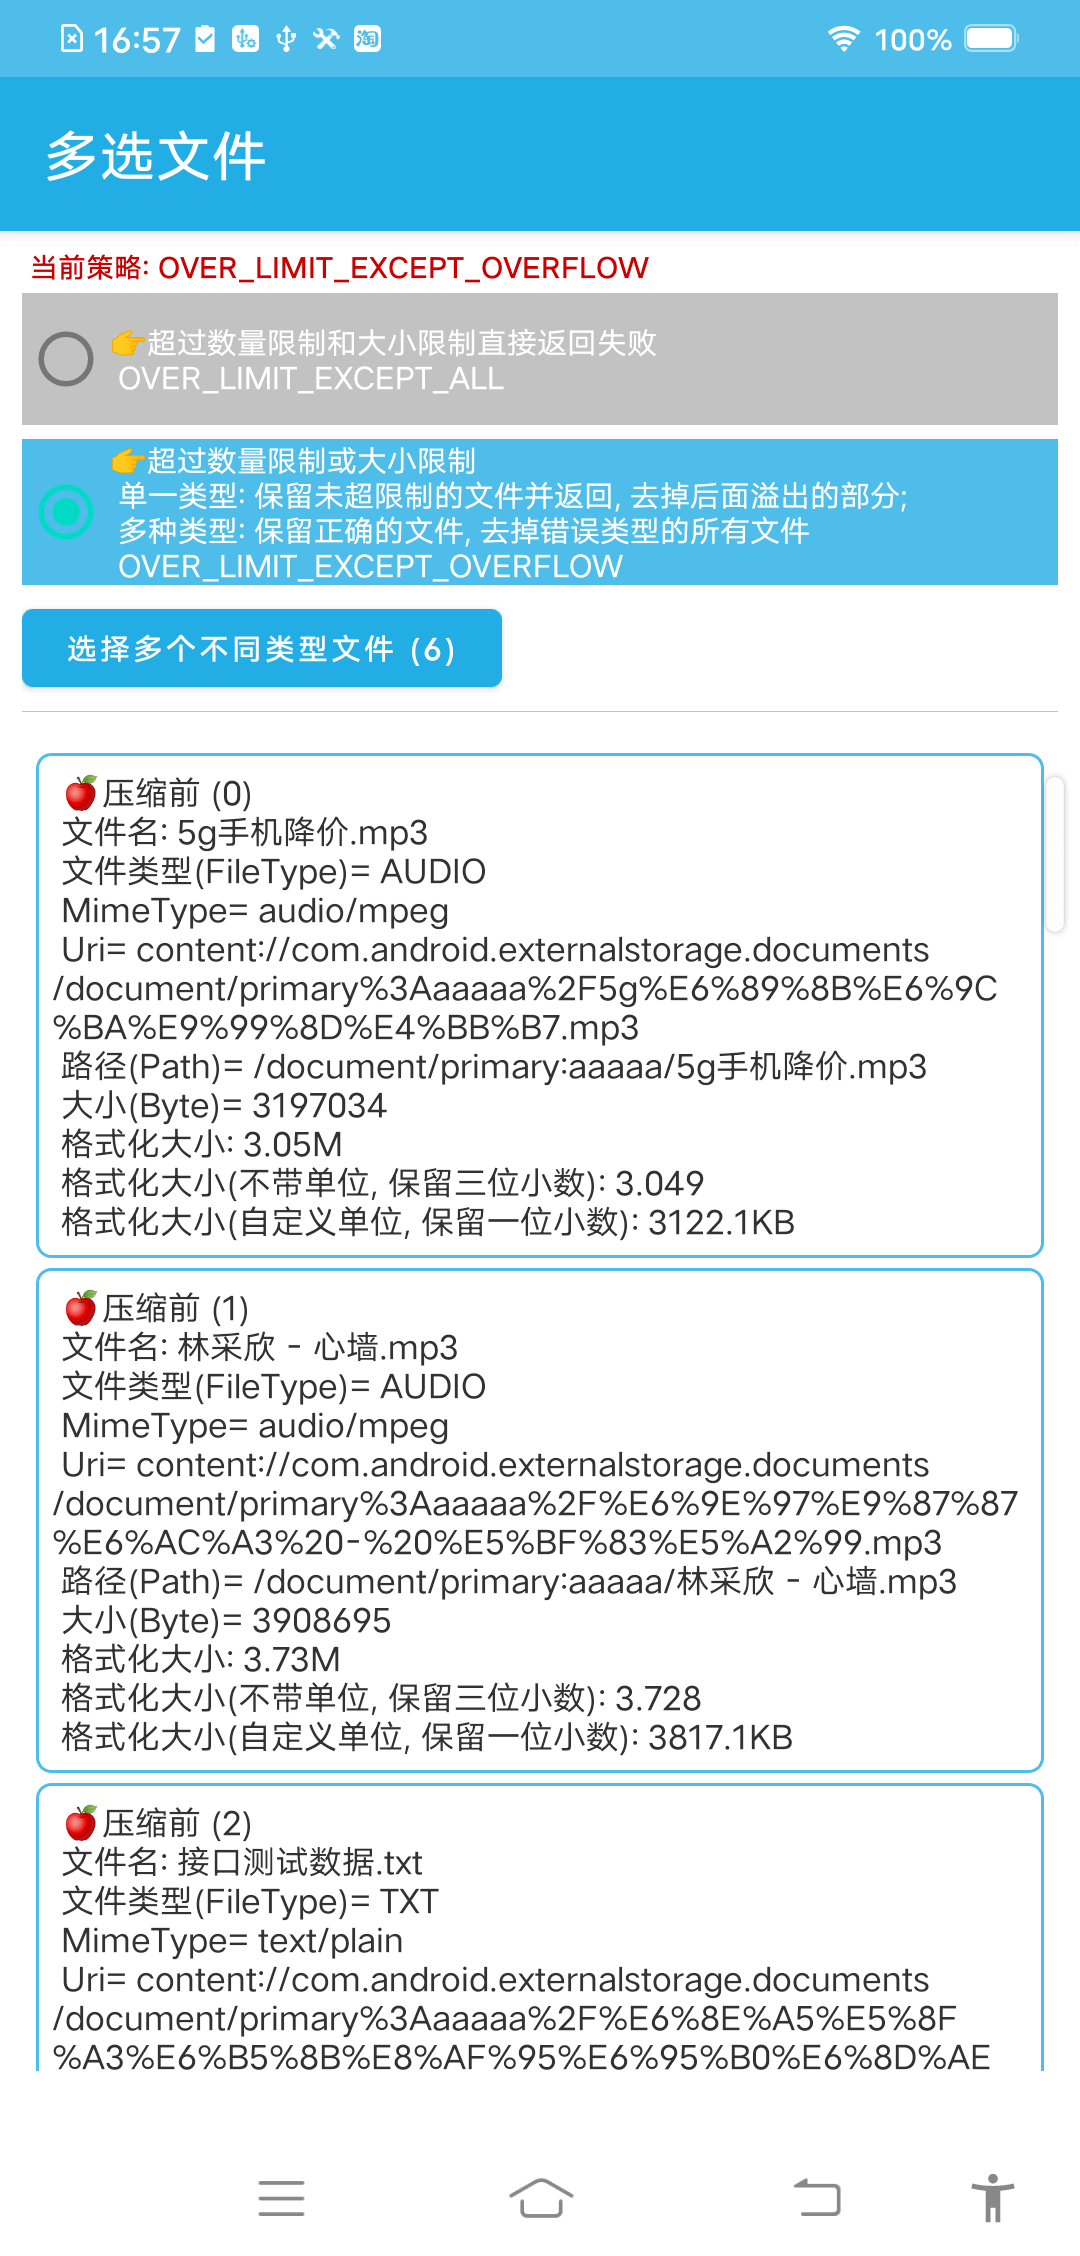 16:57
淘
100%
多选文件
当前策略: OVER_LIMIT_EXCEPT_OVERFLOW
👉超过数量限制和大小限制直接返回失败
OVER_LIMIT_EXCEPT_ALL
👉超过数量限制或大小限制
单一类型: 保留未超限制的文件并返回, 去掉后面溢出的部分;
多种类型: 保留正确的文件, 去掉错误类型的所有文件
OVER_LIMIT_EXCEPT_OVERFLOW
选择多个不同类型文件 (6)
🍎压缩前 (0)
文件名: 5g手机降价.mp3
文件类型(FileType)= AUDIO
MimeType= audio/mpeg
Uri= content://com.android.externalstorage.documents
/document/primary%3Aaaaaa%2F5g%E6%89%8B%E6%9C
%BA%E9%99%8D%E4%BB%B7.mp3
路径(Path)= /document/primary:aaaaa/5g手机降价.mp3
大小(Byte)= 3197034
格式化大小: 3.05M
格式化大小(不带单位, 保留三位小数): 3.049
格式化大小(自定义单位, 保留一位小数): 3122.1KB
🍎压缩前 (1)
文件名: 林采欣 - 心墙.mp3
文件类型(FileType)= AUDIO
MimeType= audio/mpeg
Uri= content://com.android.externalstorage.documents
/document/primary%3Aaaaaa%2F%E6%9E%97%E9%87%87
%E6%AC%A3%20-%20%E5%BF%83%E5%A2%99.mp3
路径(Path)= /document/primary:aaaaa/林采欣 - 心墙.mp3
大小(Byte)= 3908695
格式化大小: 3.73M
格式化大小(不带单位, 保留三位小数): 3.728
格式化大小(自定义单位, 保留一位小数): 3817.1KB
🍎压缩前 (2)
文件名: 接口测试数据.txt
文件类型(FileType)= TXT
MimeType= text/plain
Uri= content://com.android.externalstorage.documents
/document/primary%3Aaaaaa%2F%E6%8E%A5%E5%8F
%A3%E6%B5%8B%E8%AF%95%E6%95%B0%E6%8D%AE